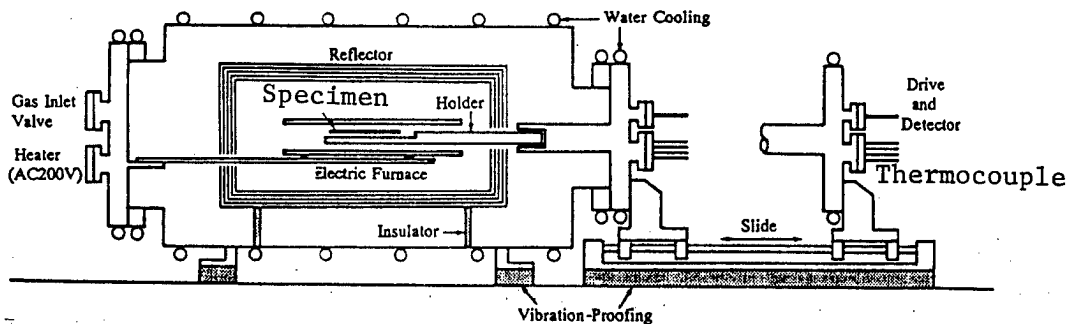 Water Cooling
Reflector
Specimen
Holder
Gas Inlet
Valve
Heater
(AC200V)
Electric Furnace
Drive
and
Detector
Thermocouple
Insulator
Slide
Vibration-Proofing